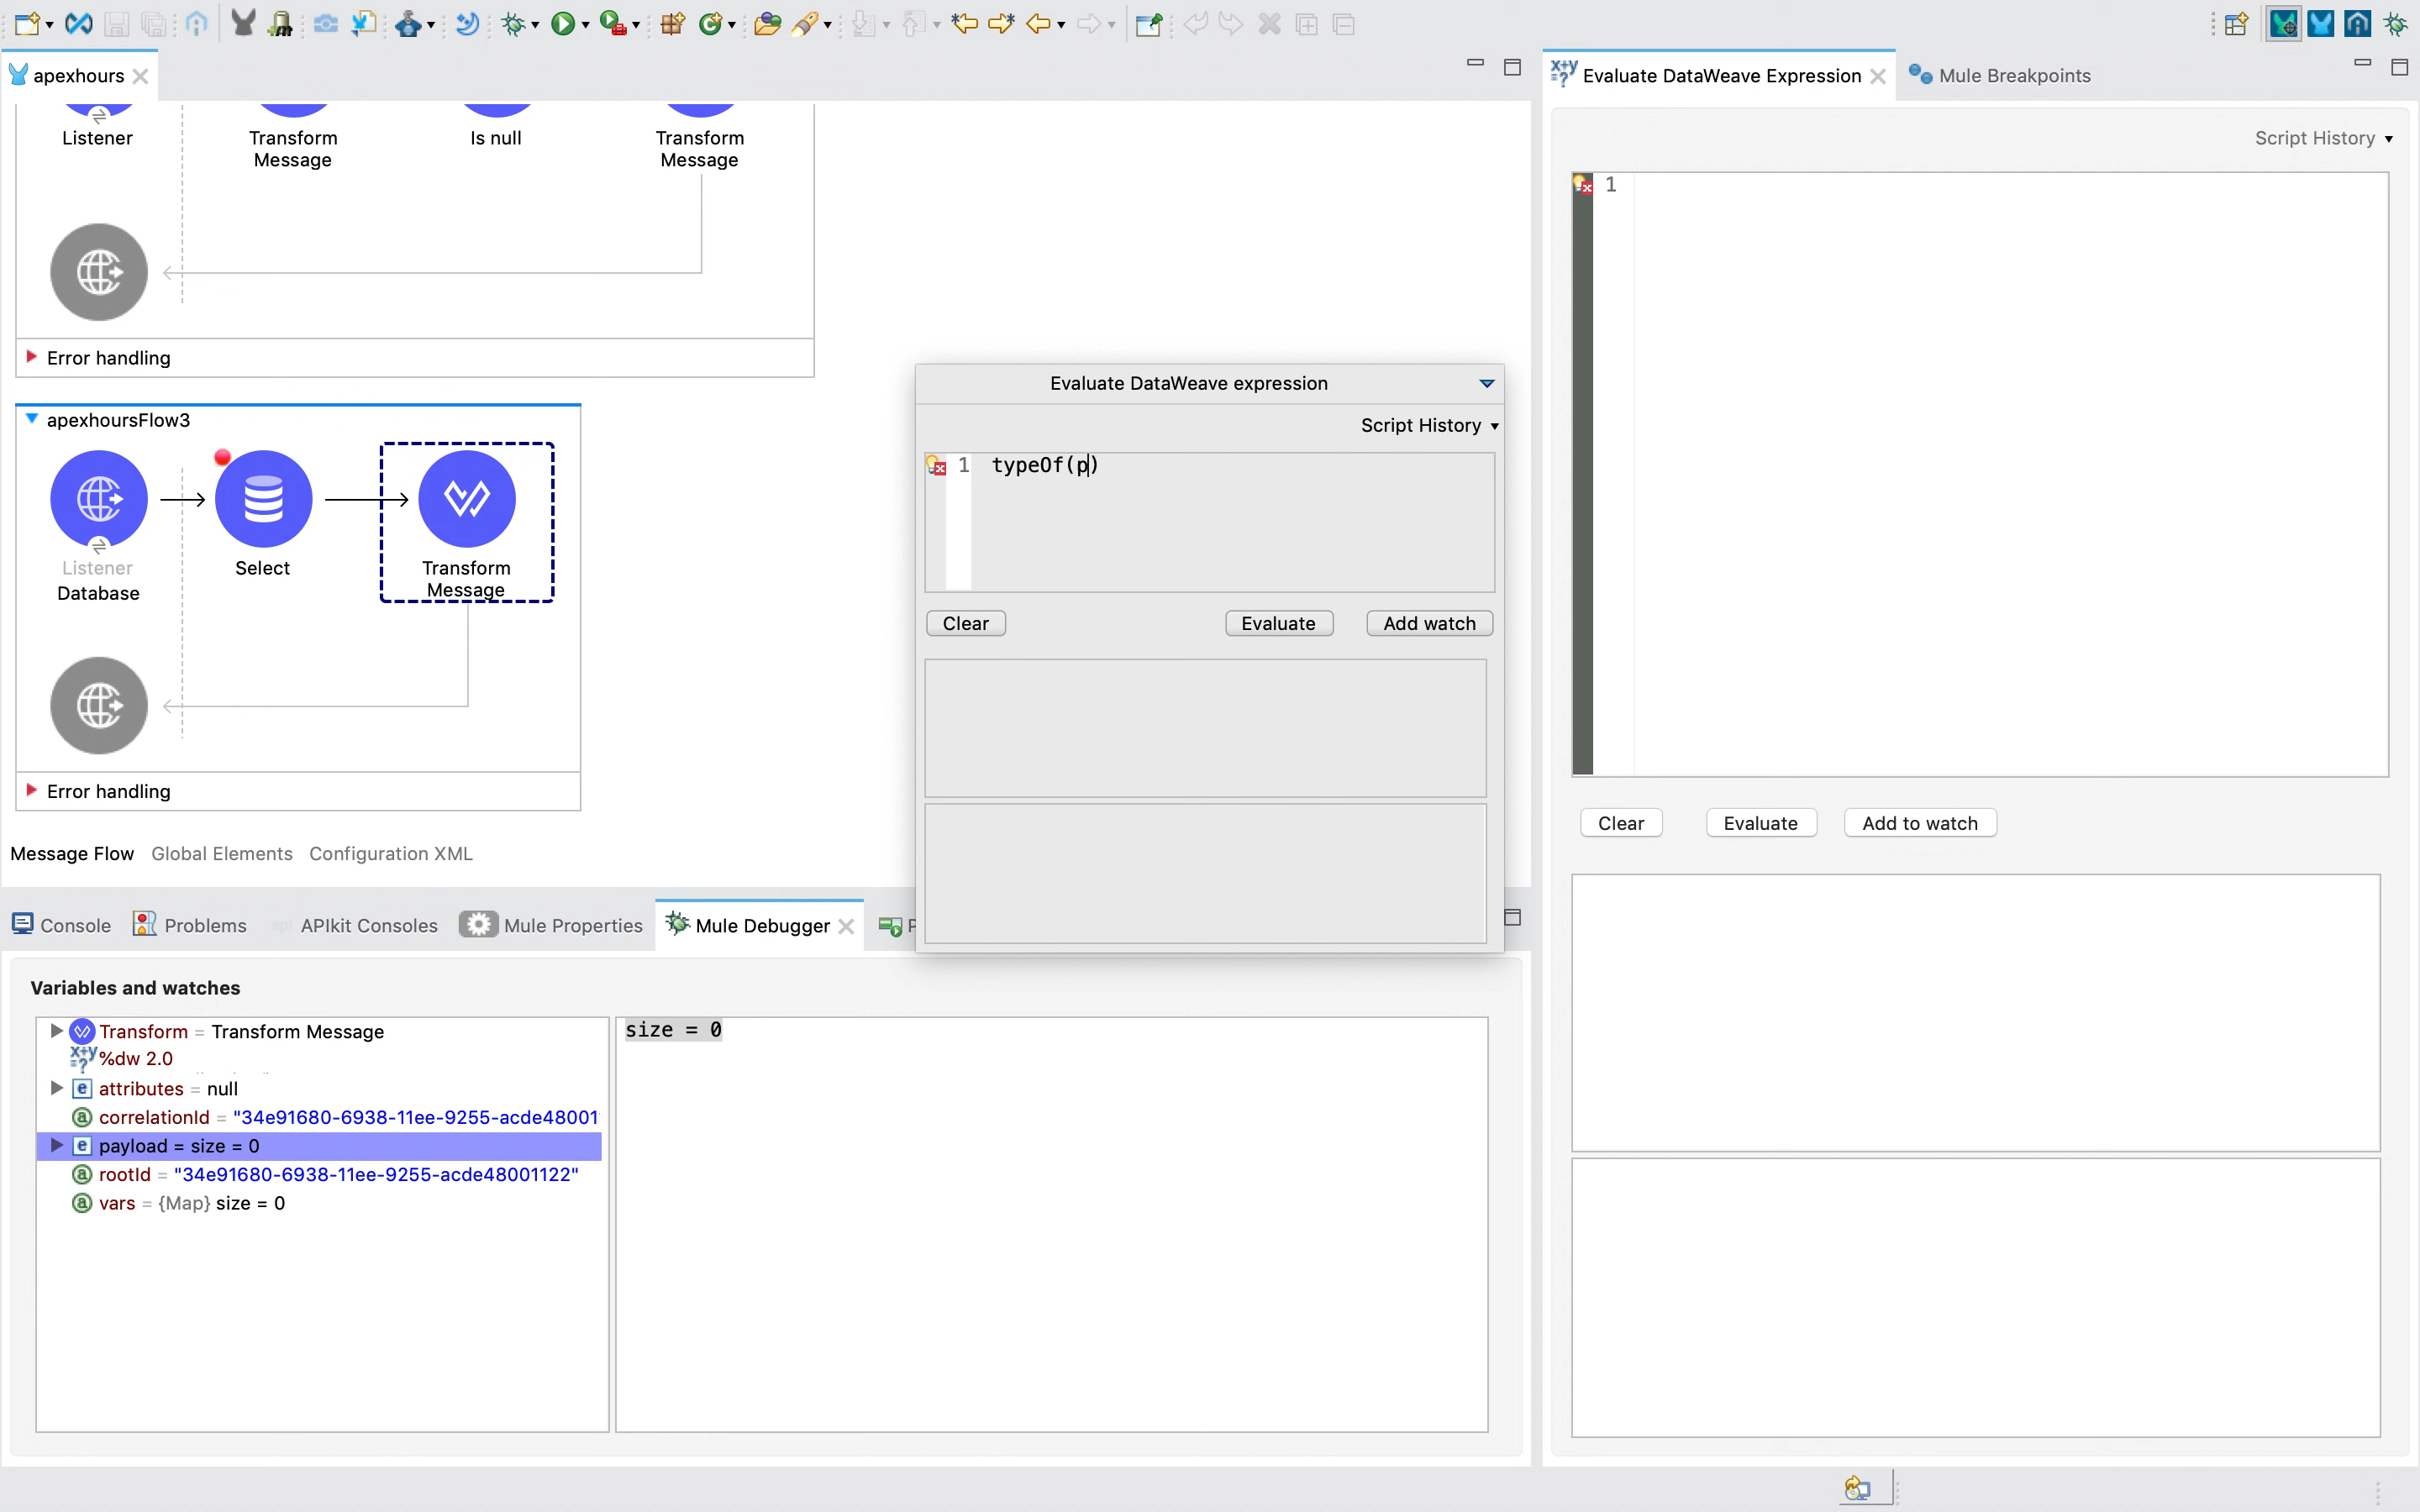 apexhours
Evaluate DataWeave Expression
Mule Breakpoints
Listener
Transform
Message
Is null
Transform
Message
Error handling
apexhoursFlow3
Listener
Database
Select
Transform
Message
Error handling
Message Flow
Global Elements
Configuration XML
Evaluate DataWeave expression
Script History
1
typeOf(p)
Clear
Evaluate
Add watch
Script History
1
Clear
Evaluate
Add to watch
Console
Problems
APIkit Consoles
Mule Properties
Mule Debugger
P
Variables and watches
Transform = Transform Message
%dw 2.0
attributes = null
correlationId = "34e91680-6938-11ee-9255-acde48001
payload = size = 0
rootId = "34e91680-6938-11ee-9255-acde48001122"
vars = {Map} size = 0
size = 0